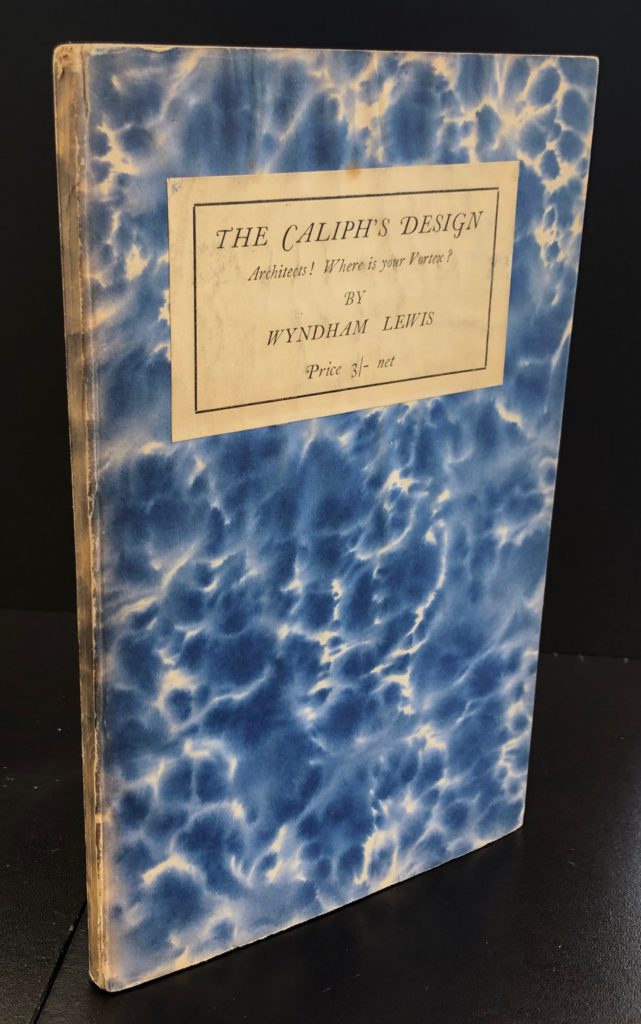 THE CALIPH'S DESIGN
Architects! Where is your Vortex?
BY
WYNDHAM LEWIS
Price 3/- net